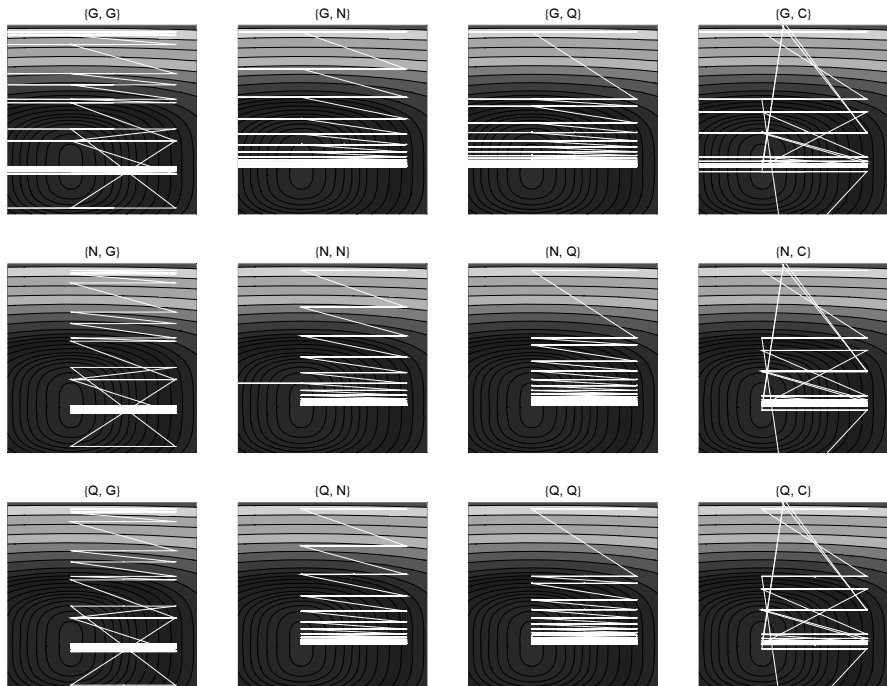 {G, G} {G, N} {G, Q} {G, C}
{N, G} {N, N} {N, Q} {N, C}
{Q, G} {Q, N} {Q, Q} {Q, C}